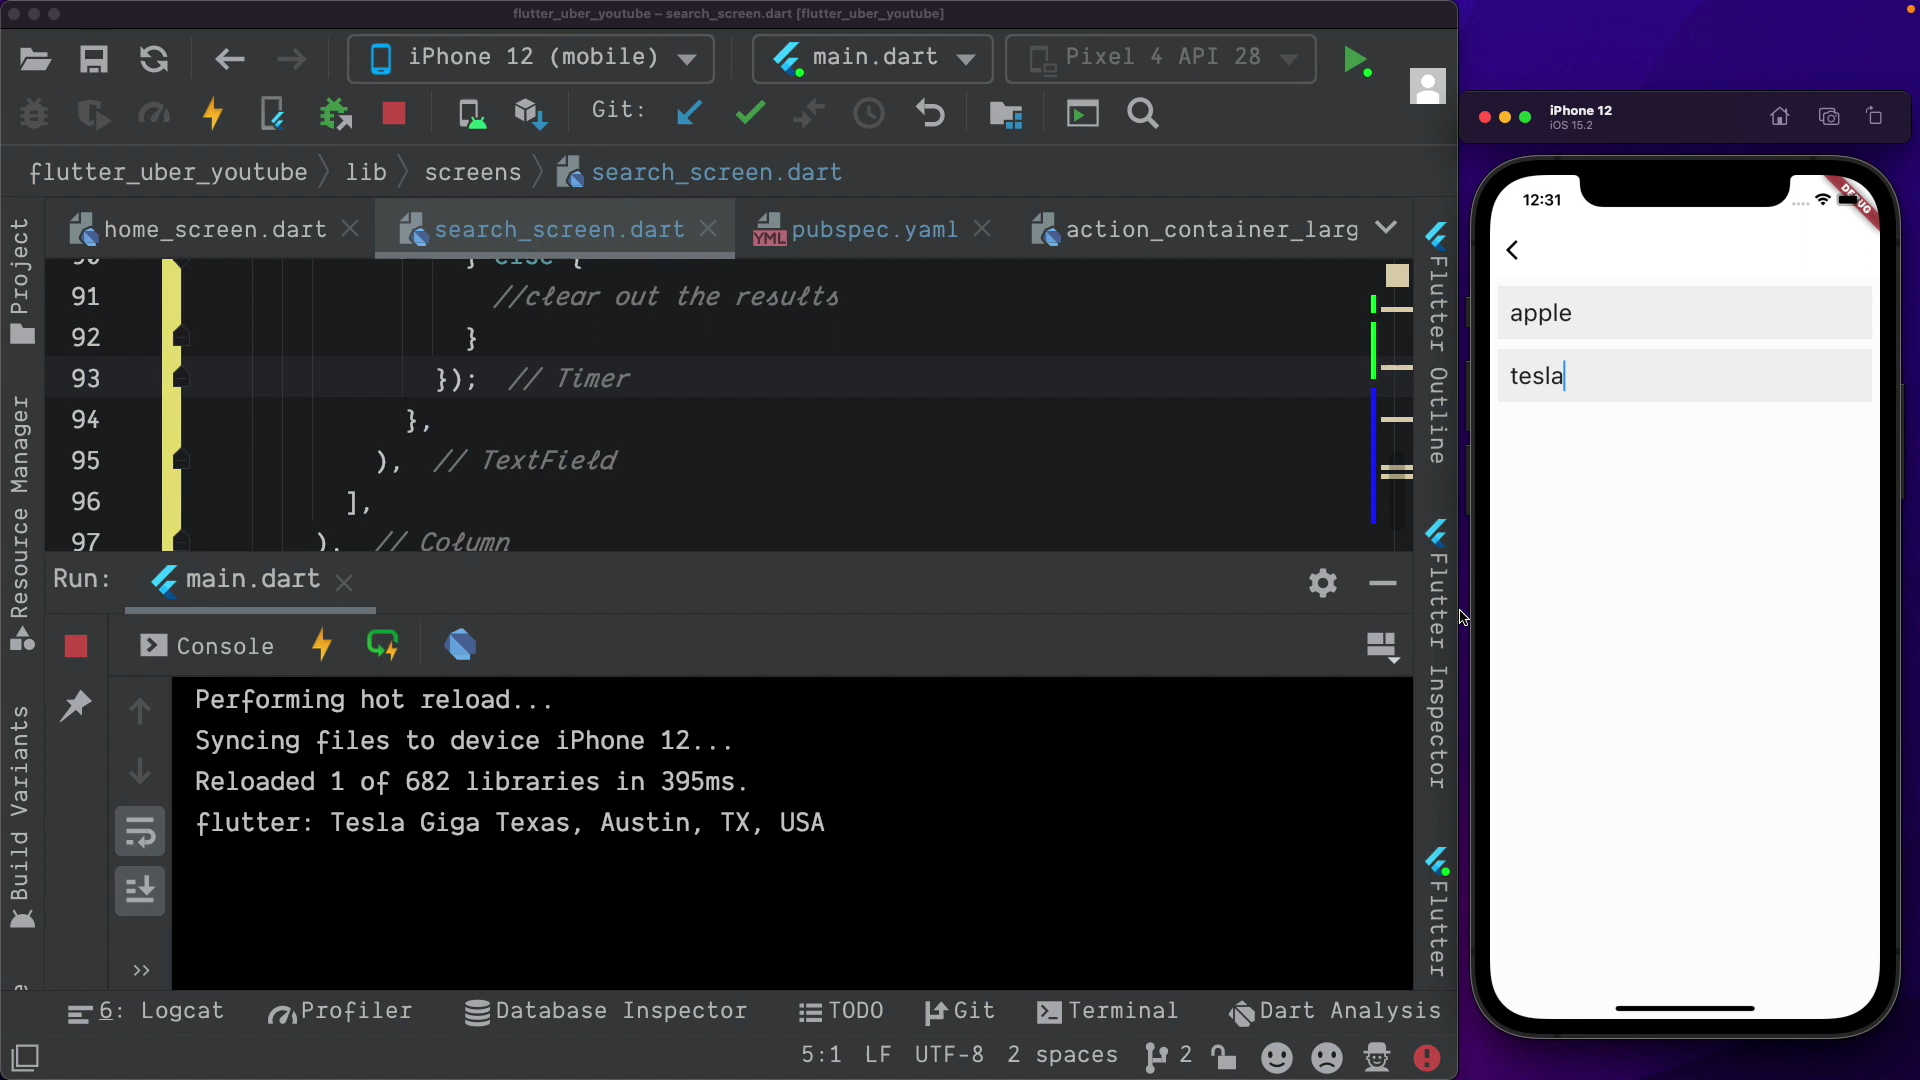 flutter_uber_youtube – search_screen.dart [flutter_uber_youtube]
iPhone 12 (mobile)
main.dart
Pixel 4 API 28
Git:
flutter_uber_youtube
lib
screens
search_screen.dart
home_screen.dart
search_screen.dart
pubspec.yaml
action_container_larg
90 } else {
91 //clear out the results
92 }
93 }); // Timer
94 },
95 ), // TextField
96 ],
97 ), // Column
Run:
main.dart
Console
Performing hot reload...
Syncing files to device iPhone 12...
Reloaded 1 of 682 libraries in 395ms.
flutter: Tesla Giga Texas, Austin, TX, USA
6: Logcat
Profiler
Database Inspector
TODO
Git
Terminal
Dart Analysis
5:1
LF
UTF-8
2 spaces
2
Project
Resource Manager
Build Variants
Flutter Outline
Flutter Inspector
Flutter
YML
iPhone 12
iOS 15.2
12:31
DEBUG
apple
tesla